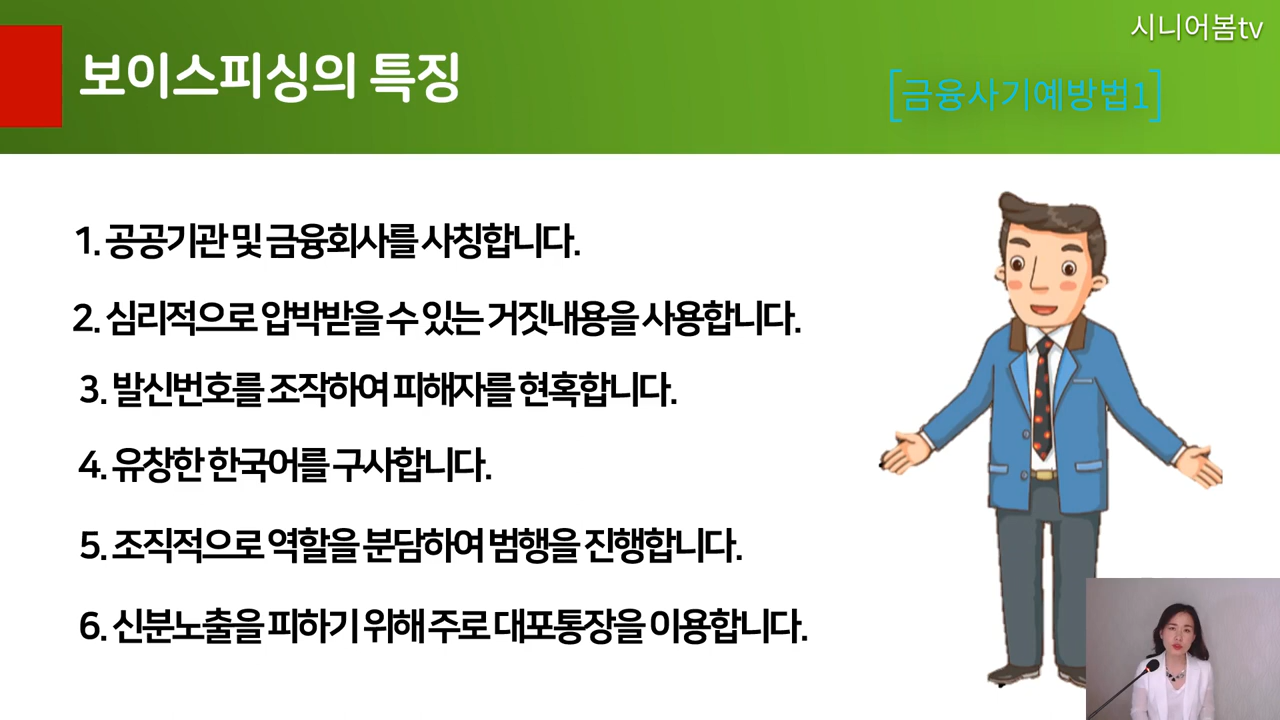 시니어봄tv
보이스피싱의 특징
[금융사기예방법1]
1. 공공기관 및 금융회사를 사칭합니다.
2. 심리적으로 압박받을 수 있는 거짓내용을 사용합니다.
3. 발신번호를 조작하여 피해자를 현혹합니다.
4. 유창한 한국어를 구사합니다.
5. 조직적으로 역할을 분담하여 범행을 진행합니다.
6. 신분노출을 피하기 위해 주로 대포통장을 이용합니다.